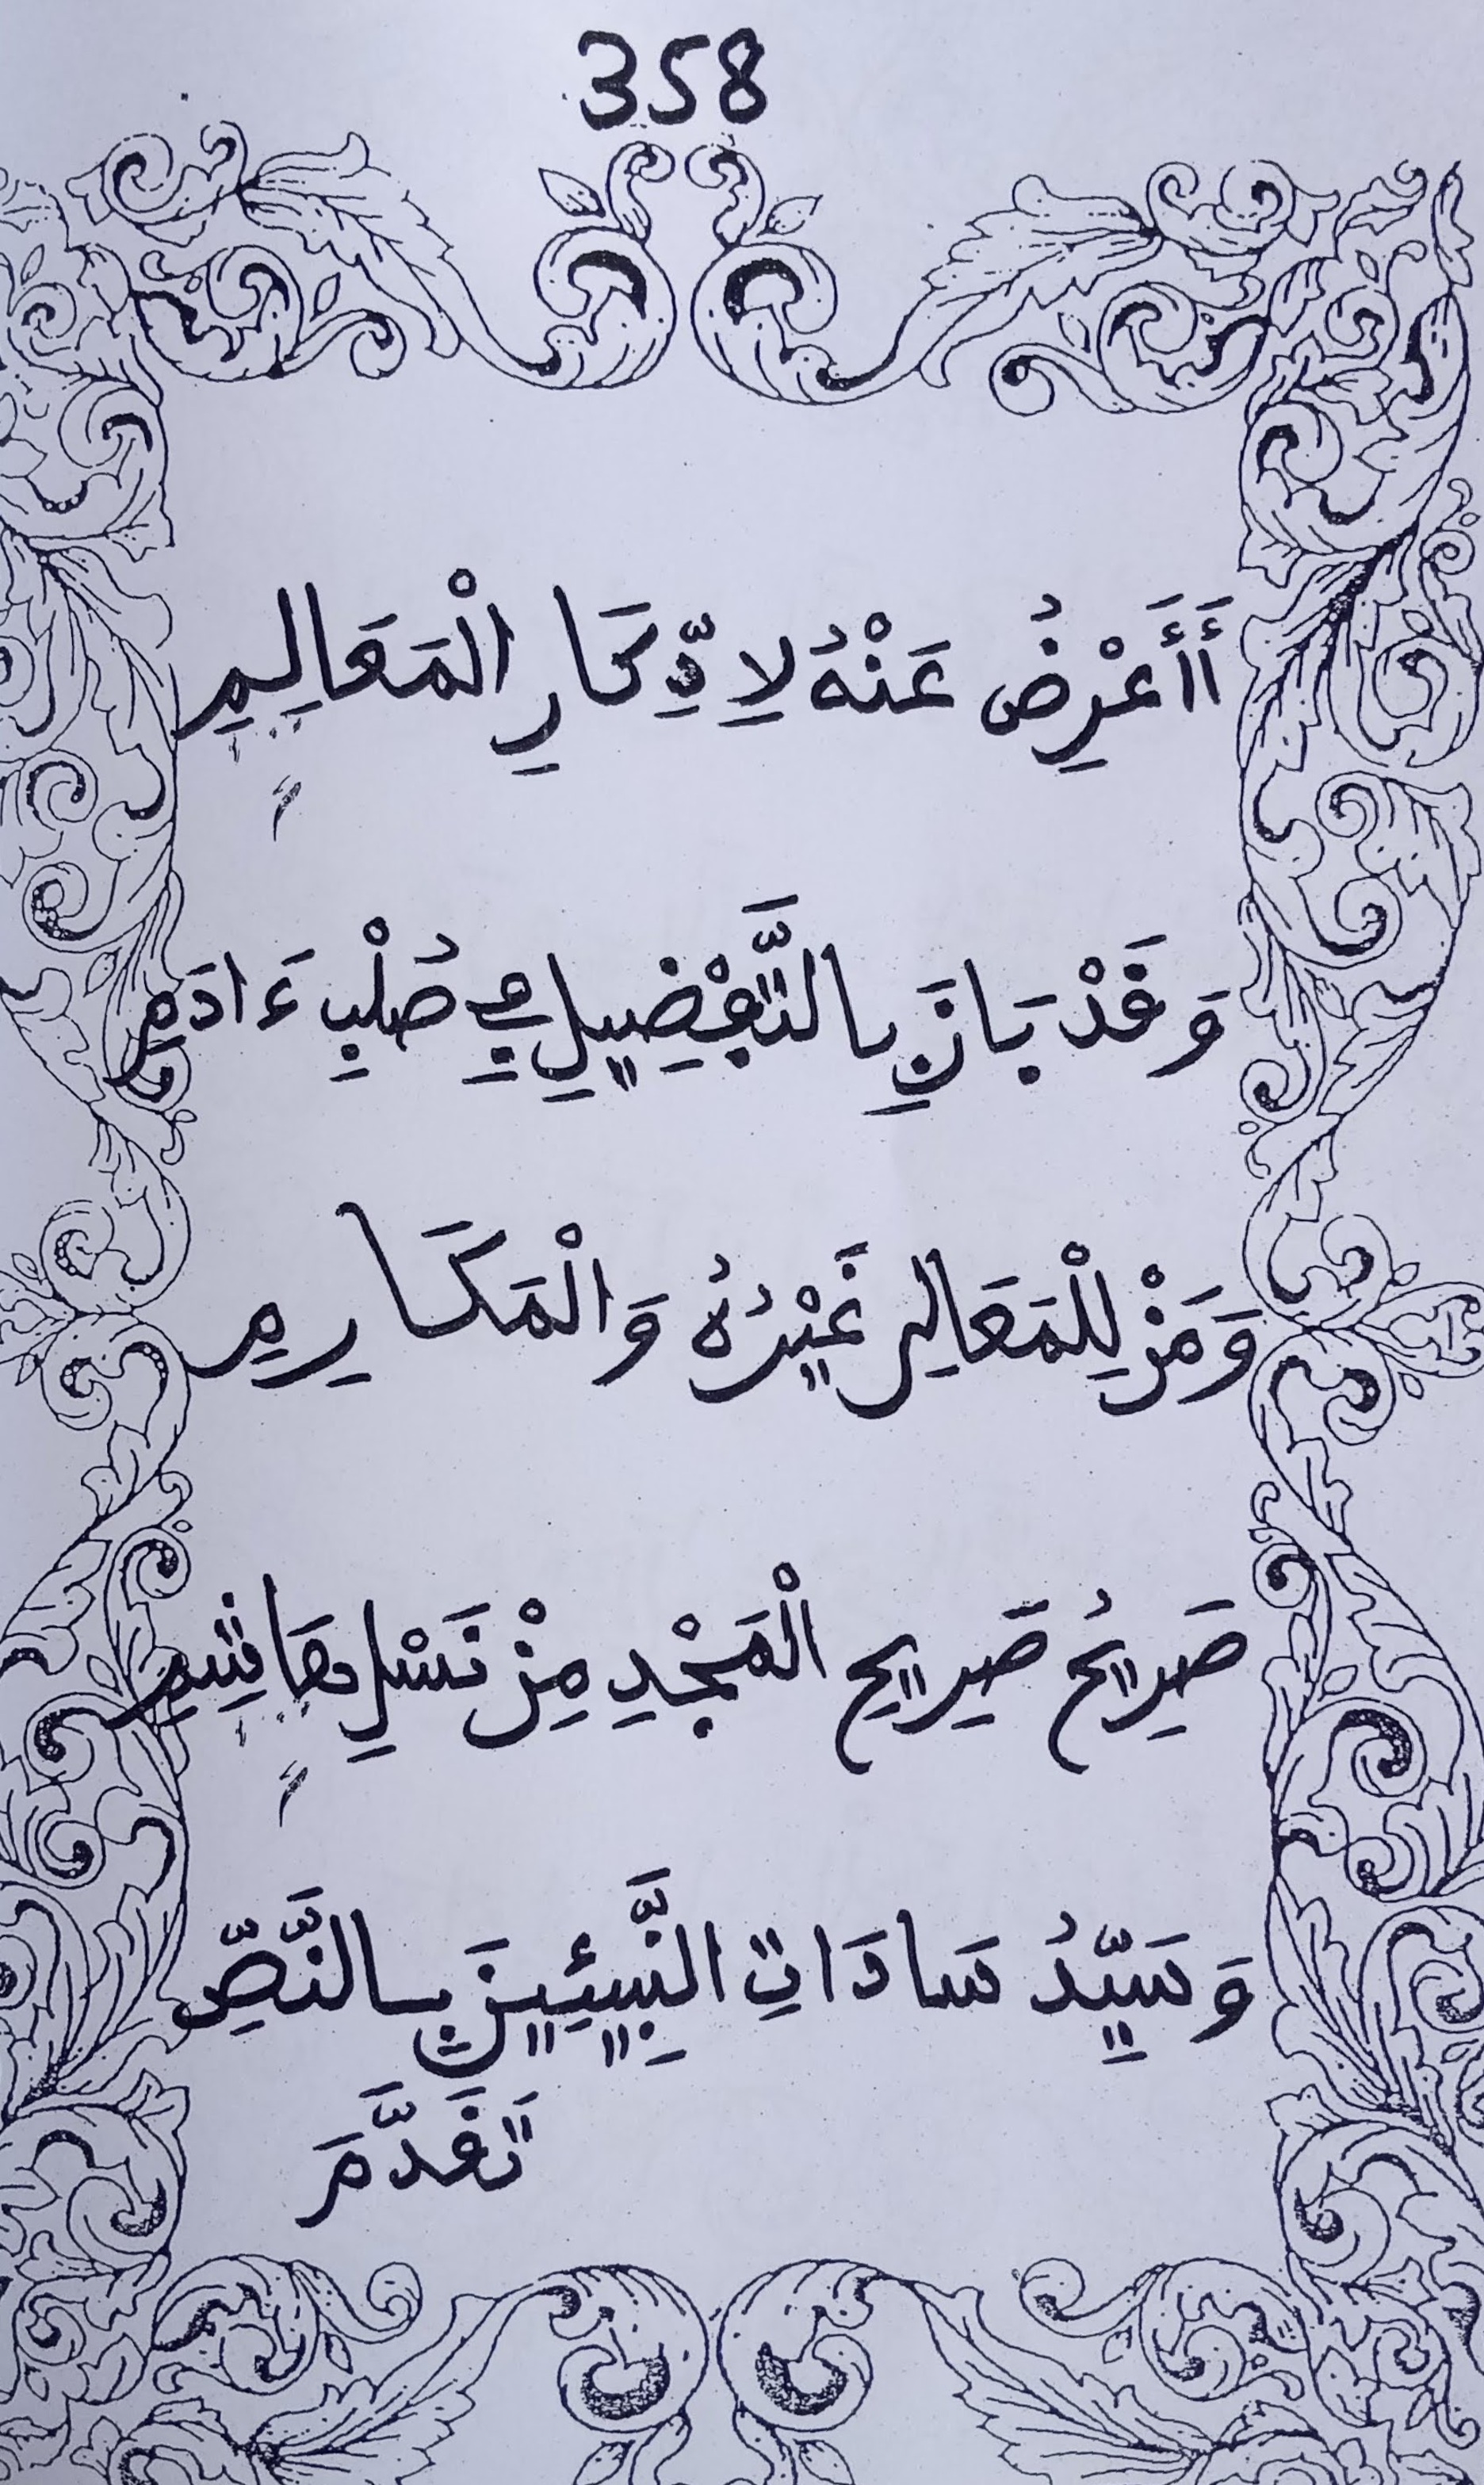 358
أَأَعْرِضُ عَنْهُ لِادِّكَارِ الْمَعَالِمِ
وَقَدْ بَانَ بِالتَّفْضِيلِ فِي صُلْبِ ءَادَمِ
وَمَنْ لِلْمَعَالِي غَيْرُهُ وَالْمَكَارِمِ
صَرِيحُ صَرِيحِ الْمَجْدِ مِنْ نَسْلِ هَاشِمِ
وَسَيِّدُ سَادَاتِ النَّبِيئِينَ بِالنَّصِّ
تَقَدَّمَ